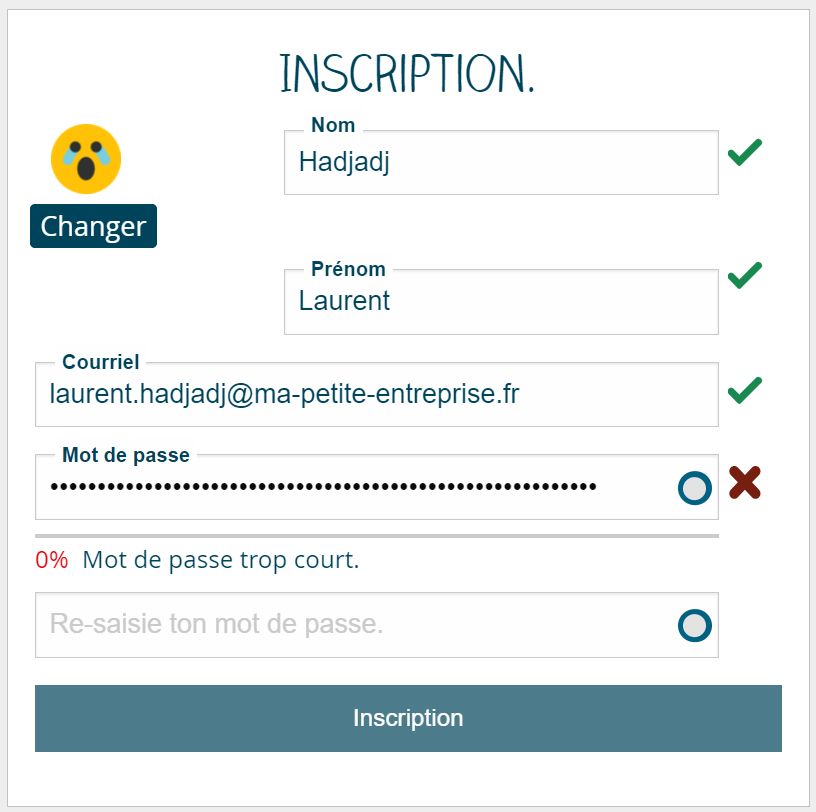 INSCRIPTION.
Nom
Hadjadj
Changer
Prénom
Laurent
Courriel
laurent.hadjadj@ma-petite-entreprise.fr
Mot de passe
0% Mot de passe trop court.
Re-saisie ton mot de passe.
Inscription